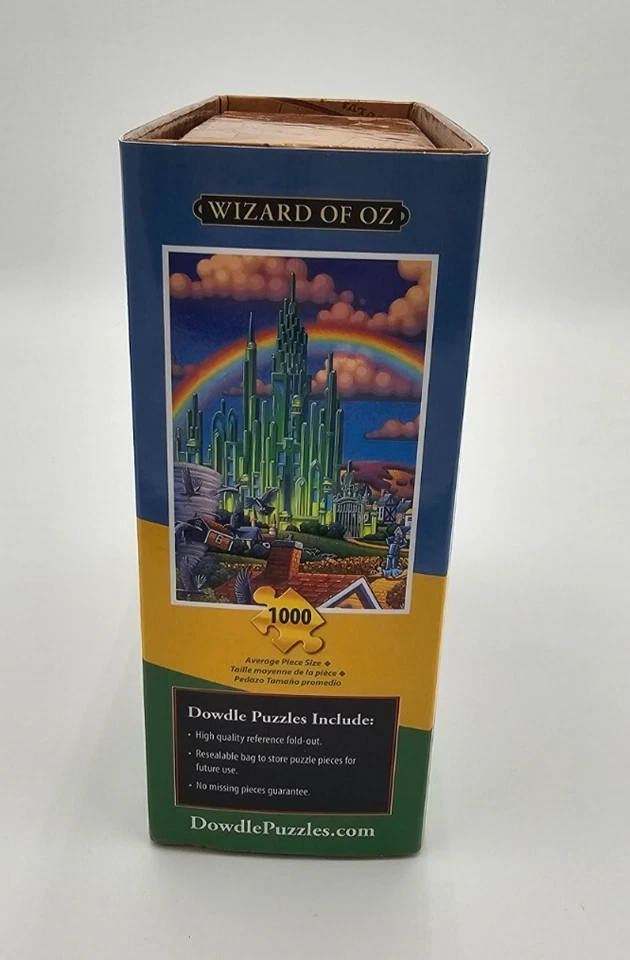 WIZARD OF OZ
1000
Average Piece Size ◆
Taille moyenne de la pièce ◆
Pedazo Tamaño promedio
Dowdle Puzzles Include:
• High quality reference fold-out.
• Resealable bag to store puzzle pieces for
future use.
• No missing pieces guarantee.
DowdlePuzzles.com